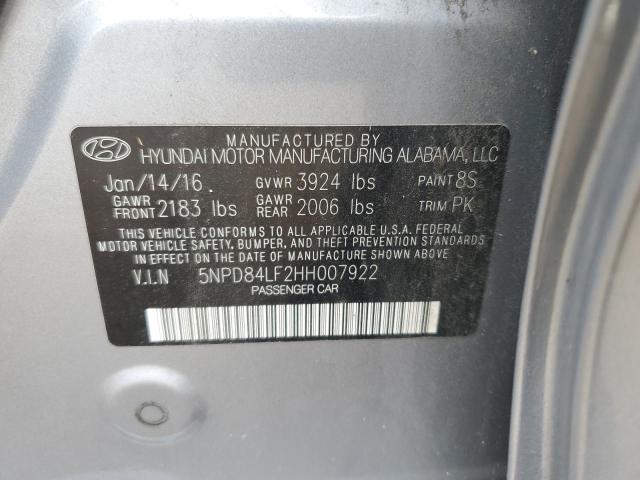 MANUFACTURED BY
HYUNDAI MOTOR MANUFACTURING ALABAMA, LLC
Jan/14/16 GVWR 3924 lbs PAINT 8S
GAWR FRONT 2183 lbs GAWR REAR 2006 lbs TRIM PK
THIS VEHICLE CONFORMS TO ALL APPLICABLE U.S.A. FEDERAL
MOTOR VEHICLE SAFETY, BUMPER, AND THEFT PREVENTION STANDARDS
IN EFFECT ON THE DATE OF MANUFACTURE SHOWN ABOVE.
V.I.N 5NPD84LF2HH007922
PASSENGER CAR